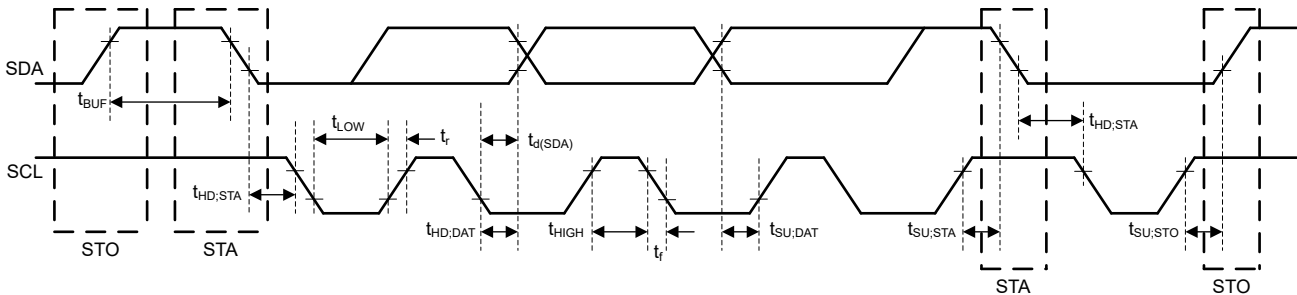 SDA
tBUF
tLOW
tr
td(SDA)
tHD;STA
SCL
tHD;STA
tHD;DAT
tHIGH
tf
tSU;DAT
tSU;STA
tSU;STO
STO
STA
STA
STO